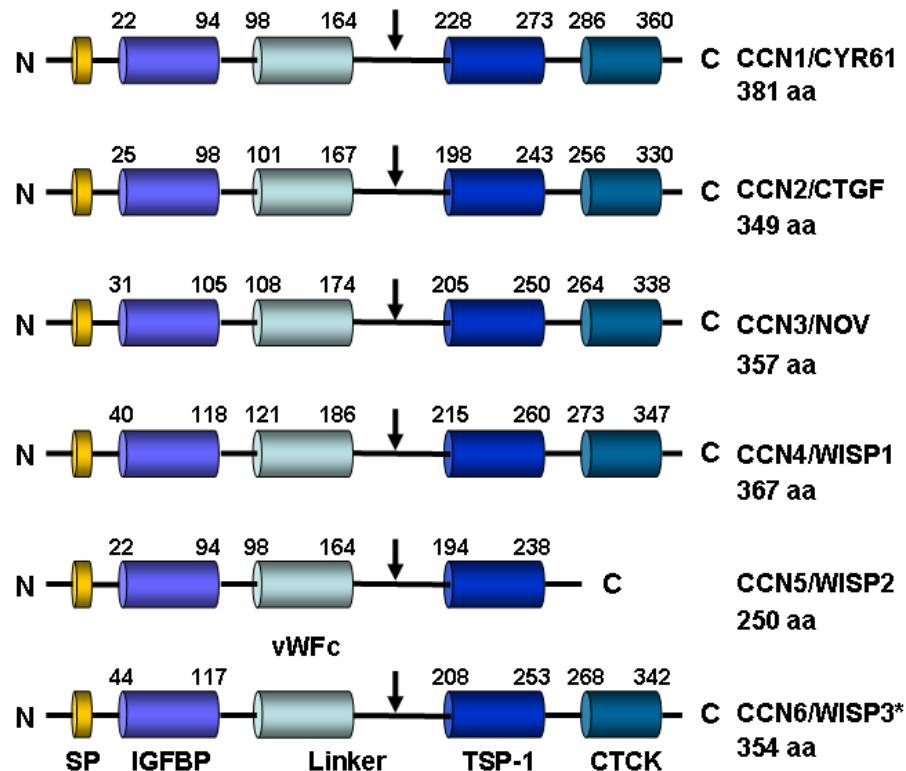 22 94 98 164 228 273 286 360
N C CCN1/CYR61
381 aa
25 98 101 167 198 243 256 330
N C CCN2/CTGF
349 aa
31 105 108 174 205 250 264 338
N C CCN3/NOV
357 aa
40 118 121 186 215 260 273 347
N C CCN4/WISP1
367 aa
22 94 98 164 194 238
N C CCN5/WISP2
250 aa
vWFc
44 117 208 253 268 342
N C CCN6/WISP3*
354 aa
SP IGFBP Linker TSP-1 CTCK